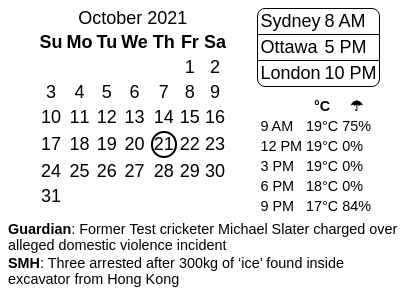 October 2021
Su Mo Tu We Th Fr Sa
1 2
3 4 5 6 7 8 9
10 11 12 13 14 15 16
17 18 19 20 21 22 23
24 25 26 27 28 29 30
31
Sydney 8 AM
Ottawa 5 PM
London 10 PM
°C ☂
9 AM 19°C 75%
12 PM 19°C 0%
3 PM 19°C 0%
6 PM 18°C 0%
9 PM 17°C 84%
Guardian: Former Test cricketer Michael Slater charged over
alleged domestic violence incident
SMH: Three arrested after 300kg of ‘ice’ found inside
excavator from Hong Kong